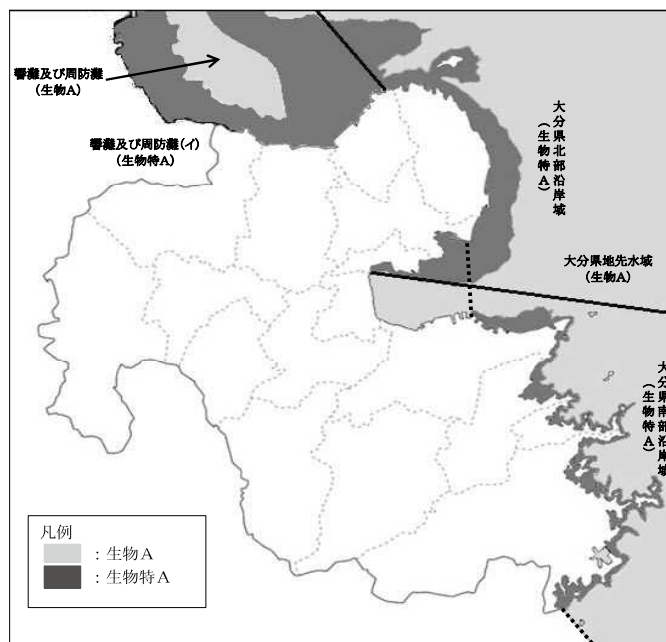 響灘及び周防灘
(生物A)
響灘及び周防灘(イ)
(生物特A)
大分県北部沿岸域
(生物特A)
大分県地先水域
(生物A)
大分県南部沿岸域
(生物特A)
凡例
:生物A
:生物特A